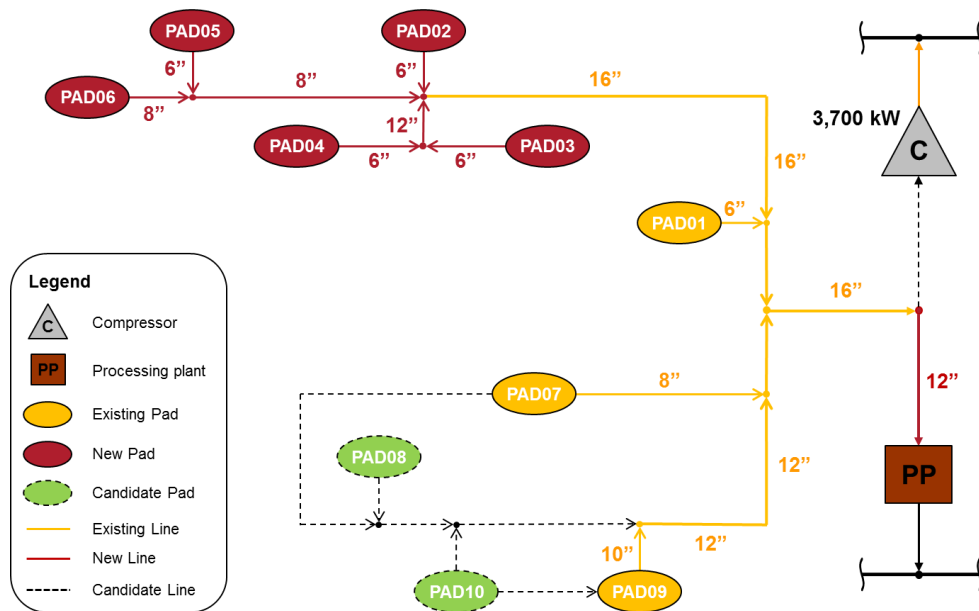 PAD05
PAD02
6”
6”
8”
16”
PAD06
8”
12”
3,700 kW
C
PAD04
6”
6”
PAD03
16”
6”
PAD01
16”
Legend
C
Compressor
PP
Processing plant
Existing Pad
New Pad
Candidate Pad
Existing Line
New Line
Candidate Line
PAD07
8”
12”
PAD08
12”
PP
12”
10”
PAD10
PAD09